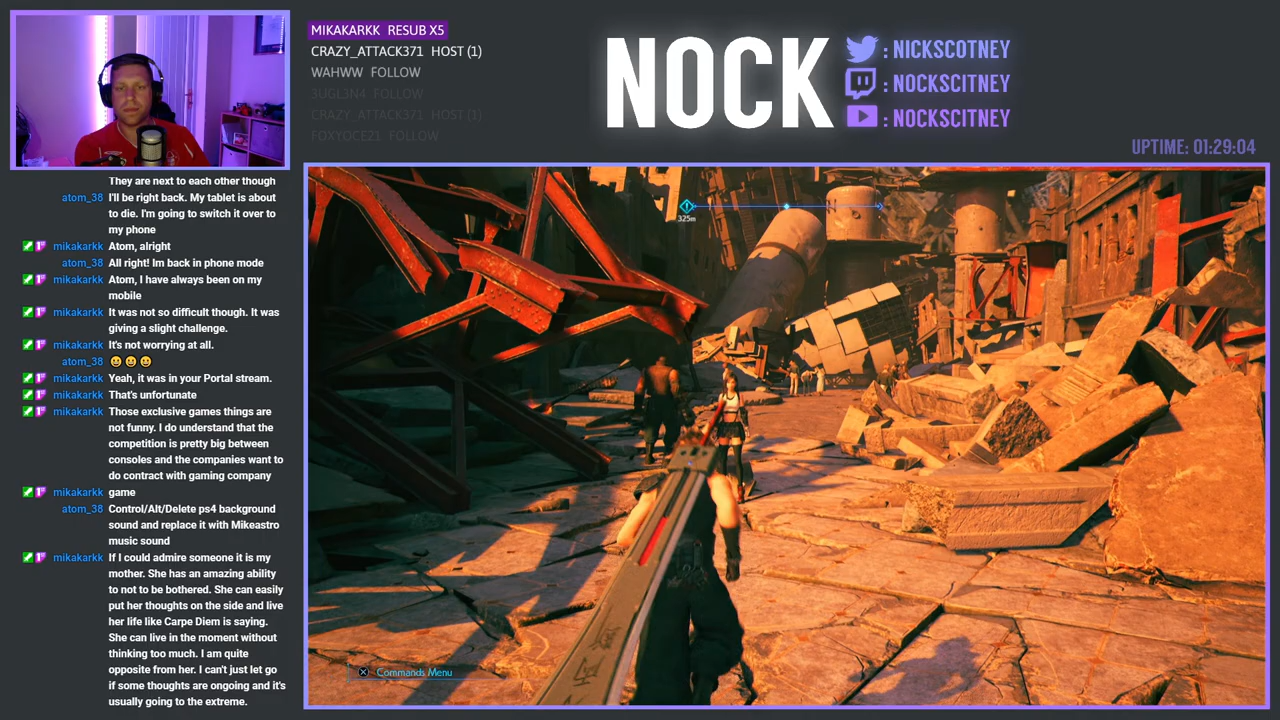 MIKAKARKK RESUB X5
CRAZY_ATTACK371 HOST (1)
WAHWW FOLLOW
3UGL3N4 FOLLOW
CRAZY_ATTACK371 HOST (1)
FOXYOCE21 FOLLOW
NOCK
: NICKSCOTNEY
: NOCKSCITNEY
: NOCKSCITNEY
UPTIME: 01:29:04
They are next to each other though
atom_38 I'll be right back. My tablet is about
to die. I'm going to switch it over to
my phone
mikakarkk Atom, alright
atom_38 All right! Im back in phone mode
mikakarkk Atom, I have always been on my
mobile
mikakarkk It was not so difficult though. It was
giving a slight challenge.
mikakarkk It's not worrying at all.
atom_38 😀😀😀
mikakarkk Yeah, it was in your Portal stream.
mikakarkk That's unfortunate
mikakarkk Those exclusive games things are
not funny. I do understand that the
competition is pretty big between
consoles and the companies want to
do contract with gaming company
mikakarkk game
atom_38 Control/Alt/Delete ps4 background
sound and replace it with Mikeastro
music sound
mikakarkk If I could admire someone it is my
mother. She has an amazing ability
to not to be bothered. She can easily
put her thoughts on the side and live
her life like Carpe Diem is saying.
She can live in the moment without
thinking too much. I am quite
opposite from her. I can't just let go
if some thoughts are ongoing and it's
usually going to the extreme.
325m
Commands Menu